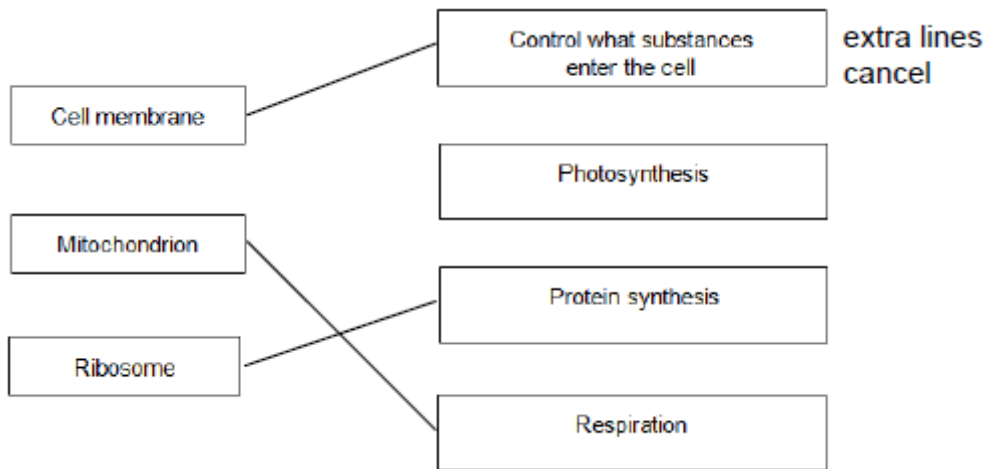 Control what substances
enter the cell
extra lines
cancel
Cell membrane
Photosynthesis
Mitochondrion
Protein synthesis
Ribosome
Respiration